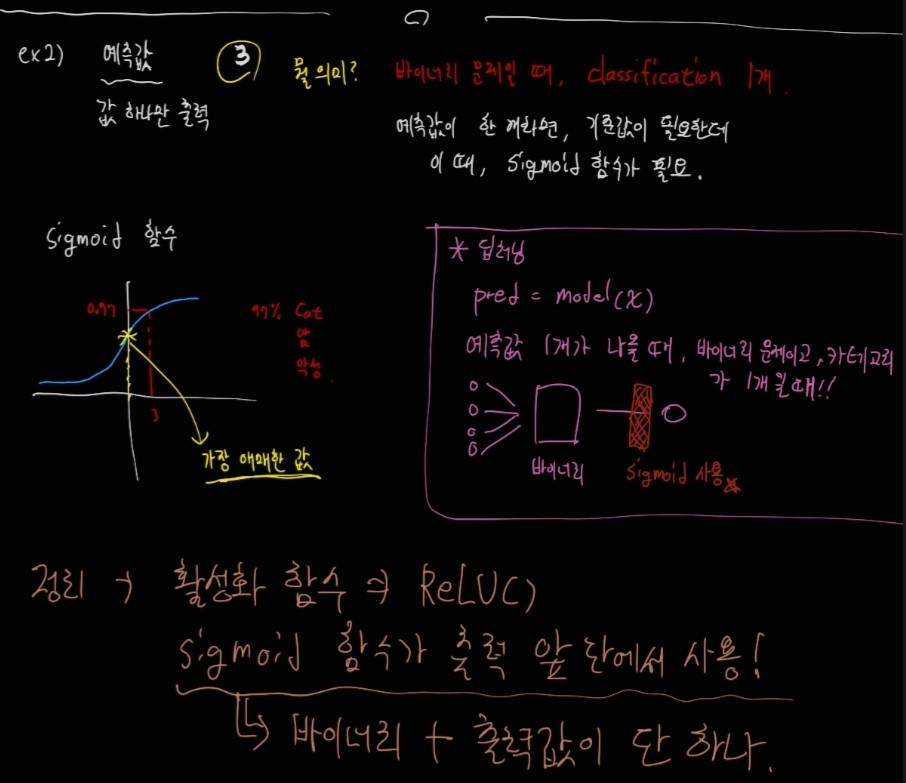 ex2) 예측값 3 뭘 의미? 바이너리 문제일 때, classification 1개.
값 하나만 출력
예측값이 한 개라면, 기준값이 필요한데
이 때, Sigmoid 함수가 필요.
Sigmoid 함수
0.97
97% Cat
암
악성.
3
가장 애매한 값
* 딥러닝
pred = model(x)
예측값 1개가 나올 때, 바이너리 문제이고, 카테고리
가 1개일 때!!
바이너리
Sigmoid 사용
정리 → 활성화 함수 ⇒ ReLU()
Sigmoid 함수가 출력 앞 단에서 사용!
↳ 바이너리 + 출력값이 단 하나.